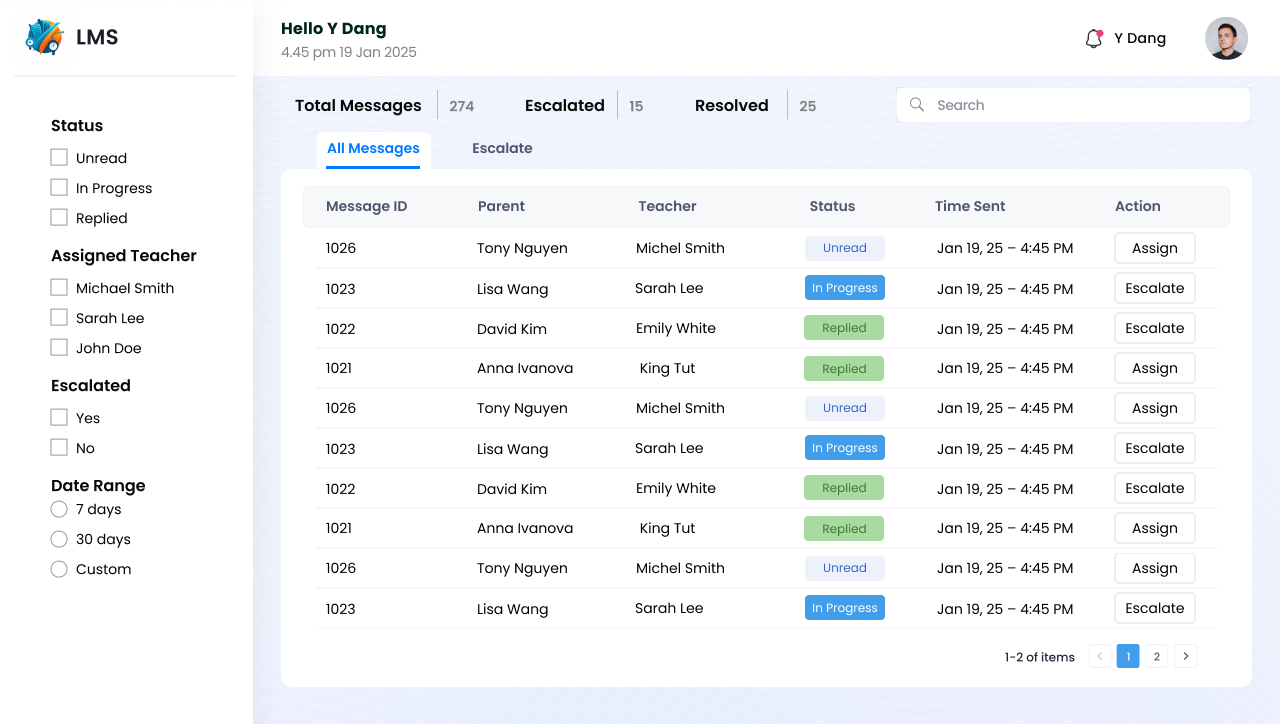 LMS
Hello Y Dang
4.45 pm 19 Jan 2025
Y Dang
Status
Unread
In Progress
Replied
Assigned Teacher
Michael Smith
Sarah Lee
John Doe
Escalated
Yes
No
Date Range
7 days
30 days
Custom
Total Messages 274 Escalated 15 Resolved 25 Search
All Messages Escalate
Message ID Parent Teacher Status Time Sent Action
1026 Tony Nguyen Michel Smith Unread Jan 19, 25 – 4:45 PM Assign
1023 Lisa Wang Sarah Lee In Progress Jan 19, 25 – 4:45 PM Escalate
1022 David Kim Emily White Replied Jan 19, 25 – 4:45 PM Escalate
1021 Anna Ivanova King Tut Replied Jan 19, 25 – 4:45 PM Assign
1026 Tony Nguyen Michel Smith Unread Jan 19, 25 – 4:45 PM Assign
1023 Lisa Wang Sarah Lee In Progress Jan 19, 25 – 4:45 PM Escalate
1022 David Kim Emily White Replied Jan 19, 25 – 4:45 PM Escalate
1021 Anna Ivanova King Tut Replied Jan 19, 25 – 4:45 PM Assign
1026 Tony Nguyen Michel Smith Unread Jan 19, 25 – 4:45 PM Assign
1023 Lisa Wang Sarah Lee In Progress Jan 19, 25 – 4:45 PM Escalate
1-2 of items < 1 2 >